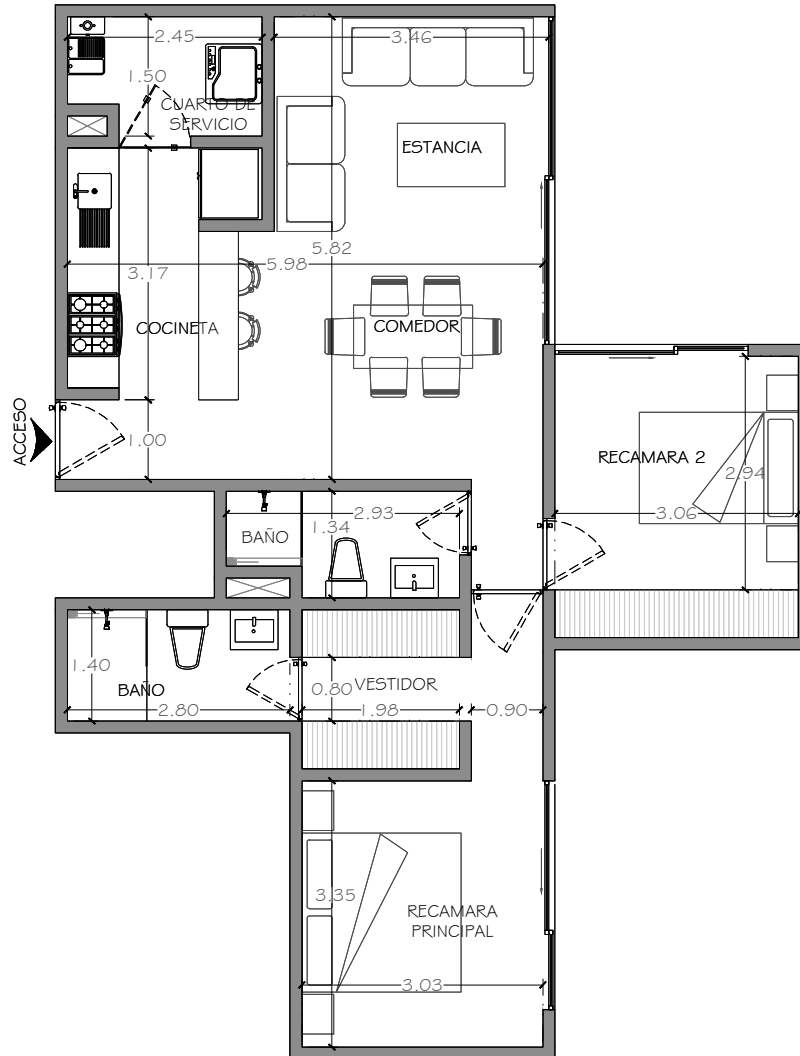 2.45
3.46
1.50
CUARTO DE
SERVICIO
ESTANCIA
5.82
5.98
3.17
COCINETA
COMEDOR
ACCESO
1.00
RECAMARA 2
2.94
3.06
2.93
1.34
BAÑO
1.40
BAÑO
0.80
VESTIDOR
2.80
1.98
0.90
3.35
RECAMARA
PRINCIPAL
3.03